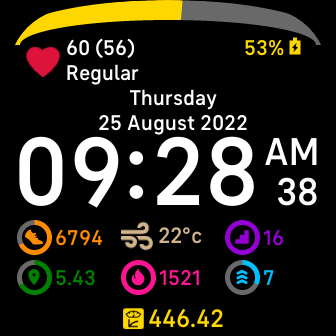 60 (56) 53%
Regular
Thursday
25 August 2022
09:28 AM
38
6794 22°c 16
5.43 1521 7
446.42